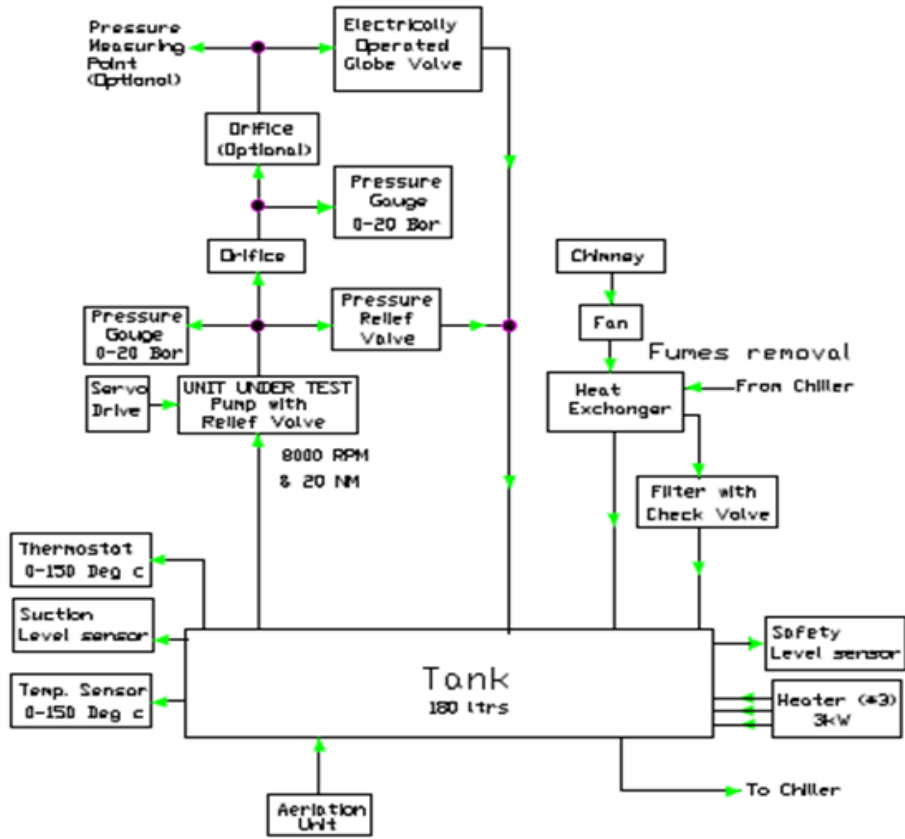 Pressure
Measuring
Point
(Optional)
Electrically
Operated
Globe Valve
Orifice
(Optional)
Pressure
Gauge
0-20 Bar
Orifice
Chimney
Pressure
Gauge
0-20 Bar
Pressure
Relief
Valve
Fan
Fumes removal
Servo
Drive
UNIT UNDER TEST
Pump with
Relief Valve
Heat
Exchanger
From Chiller
8000 RPM
& 20 NM
Filter with
Check Valve
Thermostat
0-150 Deg c
Suction
Level sensor
Safety
Level sensor
Tank
180 ltrs
Temp. Sensor
0-150 Deg c
Heater (*3)
3kW
To Chiller
Aeriation
Unit